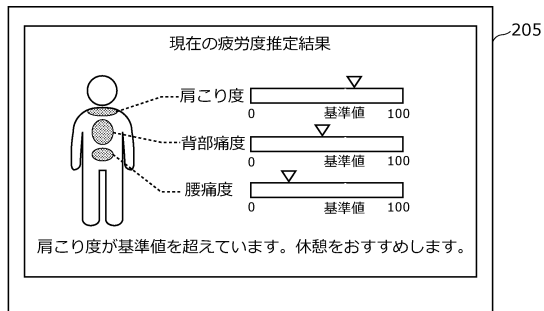 205
現在の疲労度推定結果
肩こり度
0 基準値 100
背部痛度
0 基準値 100
腰痛度
0 基準値 100
肩こり度が基準値を超えています。休憩をおすすめします。